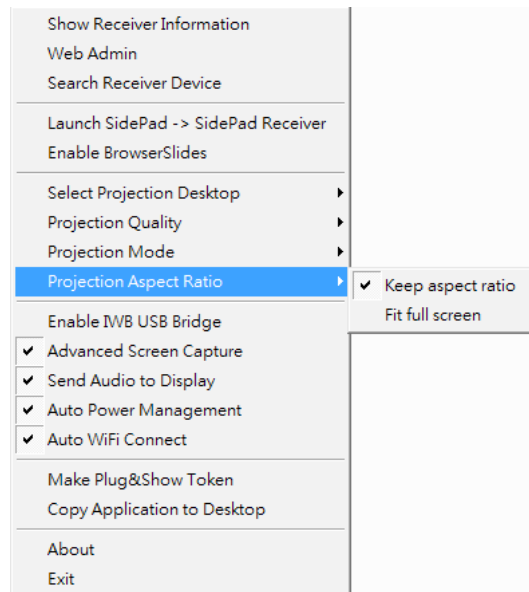 Show Receiver Information
Web Admin
Search Receiver Device
Launch SidePad -> SidePad Receiver
Enable BrowserSlides
Select Projection Desktop
Projection Quality
Projection Mode
Projection Aspect Ratio
Keep aspect ratio
Fit full screen
Enable IWB USB Bridge
Advanced Screen Capture
Send Audio to Display
Auto Power Management
Auto WiFi Connect
Make Plug&Show Token
Copy Application to Desktop
About
Exit